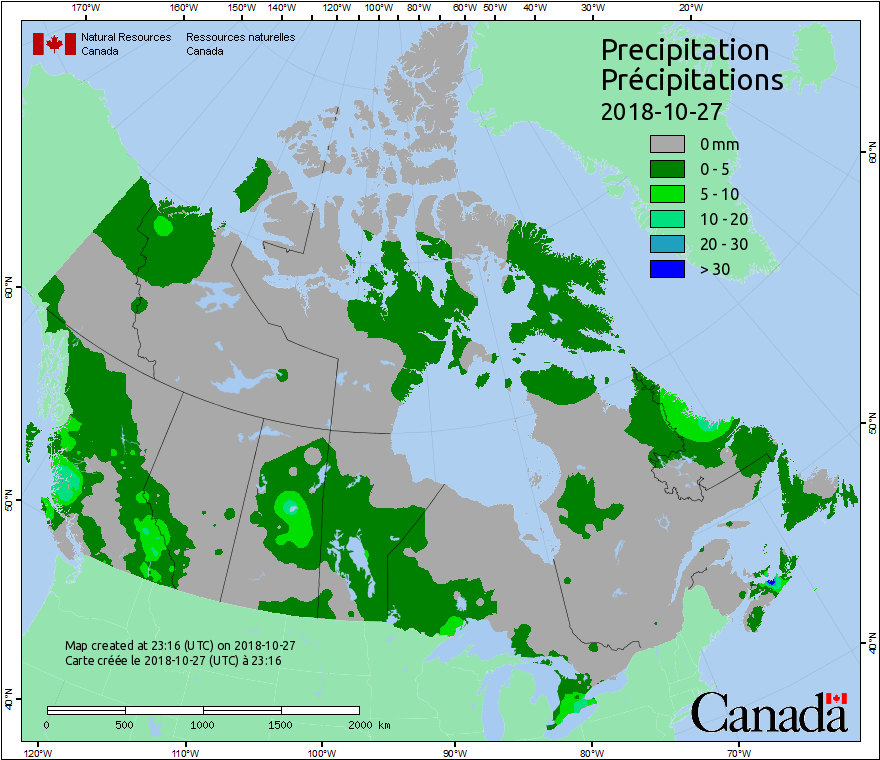 170°W 160°W 150°W 140°W 130°W 120°W 110°W 100°W 90°W 80°W 60°W 50°W 40°W 30°W 20°W
Natural Resources Canada
Ressources naturelles Canada
Precipitation
Précipitations
2018-10-27
0 mm
0 - 5
5 - 10
10 - 20
20 - 30
> 30
60°N
60°N
50°N
50°N
40°N
40°N
Map created at 23:16 (UTC) on 2018-10-27
Carte créée le 2018-10-27 (UTC) à 23:16
0 500 1000 1500 2000 km
Canada
120°W 110°W 100°W 90°W 80°W 70°W